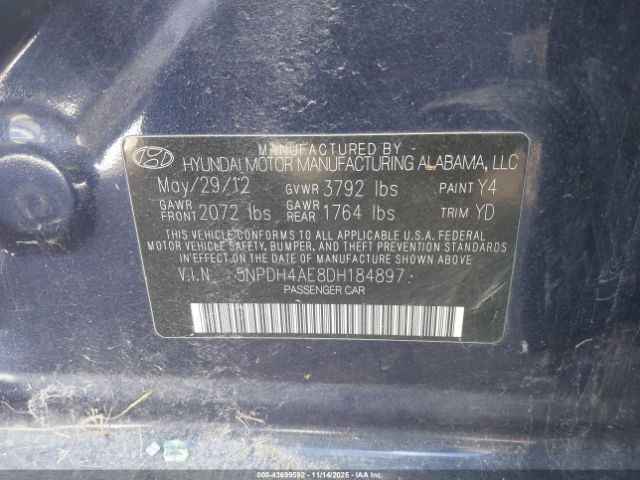 MANUFACTURED BY
HYUNDAI MOTOR MANUFACTURING ALABAMA, LLC
May/29/12 GVWR 3792 lbs PAINT Y4
GAWR FRONT 2072 lbs GAWR REAR 1764 lbs TRIM YD
THIS VEHICLE CONFORMS TO ALL APPLICABLE U.S.A. FEDERAL
MOTOR VEHICLE SAFETY, BUMPER, AND THEFT PREVENTION STANDARDS
IN EFFECT ON THE DATE OF MANUFACTURE SHOWN ABOVE
V.I.N : 5NPDH4AE8DH184897 :
PASSENGER CAR
000-43699592 - 11/14/2025 - IAAI.COM